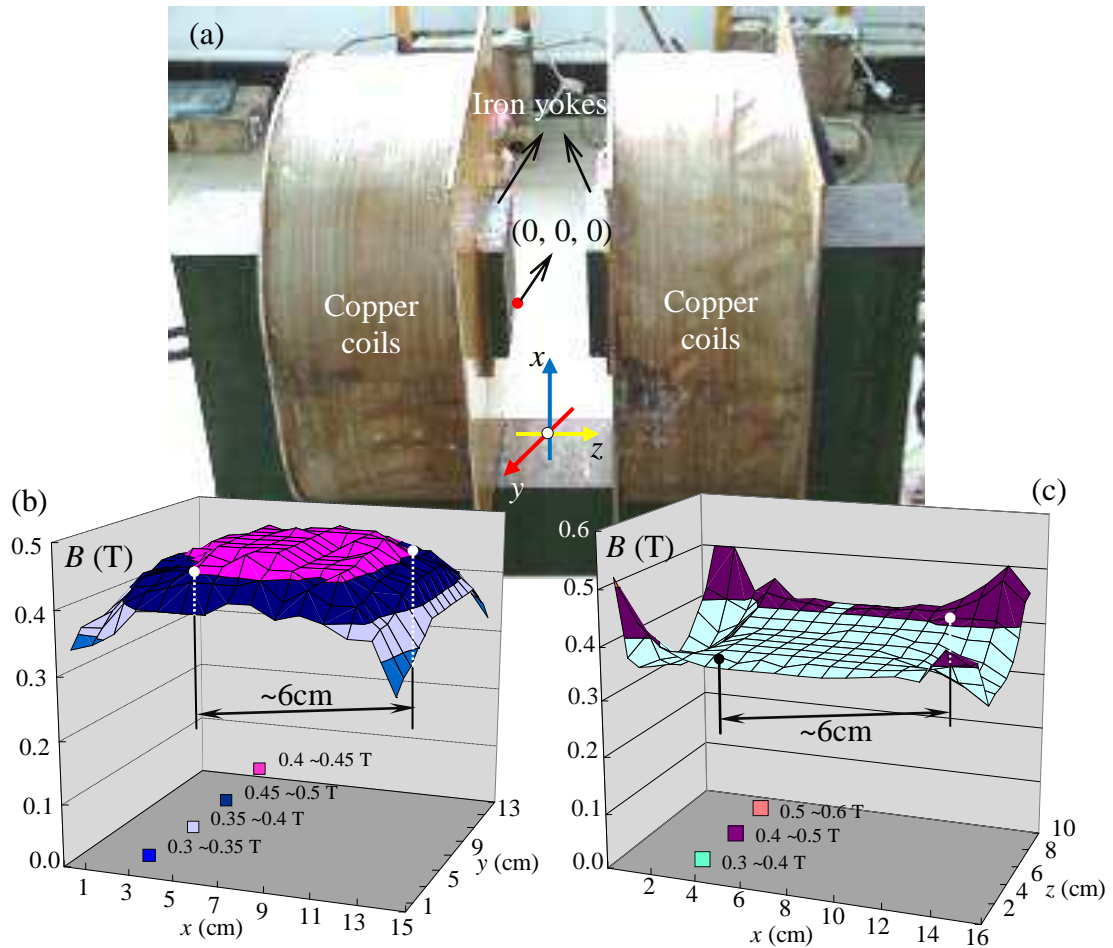 (a)
Iron yokes
(0, 0, 0)
Copper
coils
Copper
coils
x
z
y
(b)
B (T)
0.5
0.4
0.3
0.2
0.1
0.0
~6cm
0.4 ~0.45 T
0.45 ~0.5 T
0.35 ~0.4 T
0.3 ~0.35 T
1
3
5
7
9
11
13
15
x (cm)
1
5
9
13
y (cm)
(c)
B (T)
0.6
0.5
0.4
0.3
0.2
0.1
0.0
~6cm
0.5 ~0.6 T
0.4 ~0.5 T
0.3 ~0.4 T
2
4
6
8
10
12
14
16
x (cm)
2
4
6
8
10
z (cm)